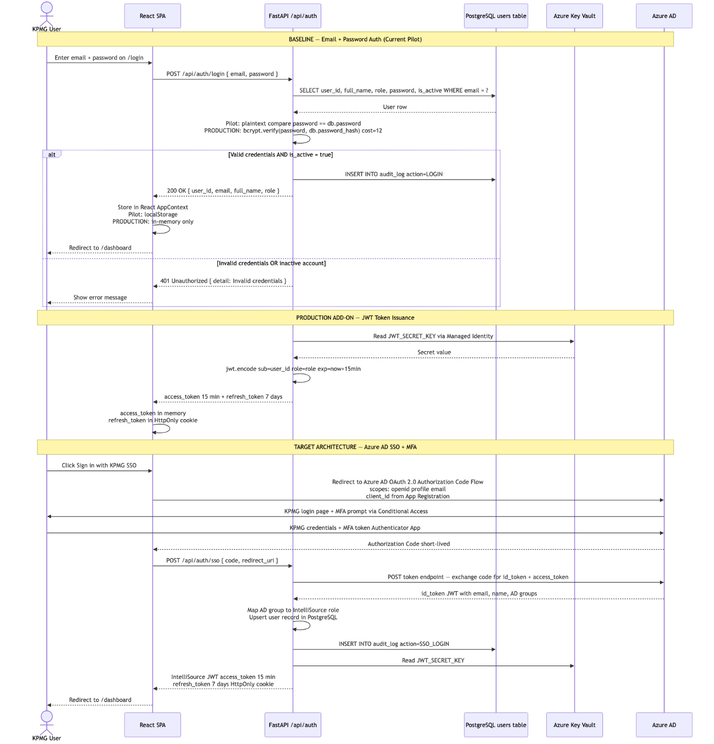 KPMG User
React SPA
FastAPI /api/auth
PostgreSQL users table
Azure Key Vault
Azure AD
BASELINE — Email + Password Auth (Current Pilot)
Enter email + password on /login
POST /api/auth/login { email, password }
SELECT user_id, full_name, role, password, is_active WHERE email = ?
User row
Pilot: plaintext compare password == db.password
PRODUCTION: bcrypt.verify(password, db.password_hash) cost=12
alt
[Valid credentials AND is_active = true]
INSERT INTO audit_log action=LOGIN
200 OK { user_id, email, full_name, role }
Store in React AppContext
Pilot: localStorage
PRODUCTION: in-memory only
Redirect to /dashboard
[Invalid credentials OR inactive account]
401 Unauthorized { detail: Invalid credentials }
Show error message
PRODUCTION ADD-ON — JWT Token Issuance
Read JWT_SECRET_KEY via Managed Identity
Secret value
jwt.encode sub=user_id role=role exp=now+15min
access_token 15 min + refresh_token 7 days
access_token in memory
refresh_token in HttpOnly cookie
TARGET ARCHITECTURE — Azure AD SSO + MFA
Click Sign in with KPMG SSO
Redirect to Azure AD OAuth 2.0 Authorization Code Flow
scopes: openid profile email
client_id from App Registration
KPMG login page + MFA prompt via Conditional Access
KPMG credentials + MFA token Authenticator App
Authorization Code short-lived
POST /api/auth/sso { code, redirect_uri }
POST token endpoint — exchange code for id_token + access_token
id_token JWT with email, name, AD groups
Map AD group to IntelliSource role
Upsert user record in PostgreSQL
INSERT INTO audit_log action=SSO_LOGIN
Read JWT_SECRET_KEY
IntelliSource JWT access_token 15 min
refresh_token 7 days HttpOnly cookie
Redirect to /dashboard
KPMG User
React SPA
FastAPI /api/auth
PostgreSQL users table
Azure Key Vault
Azure AD